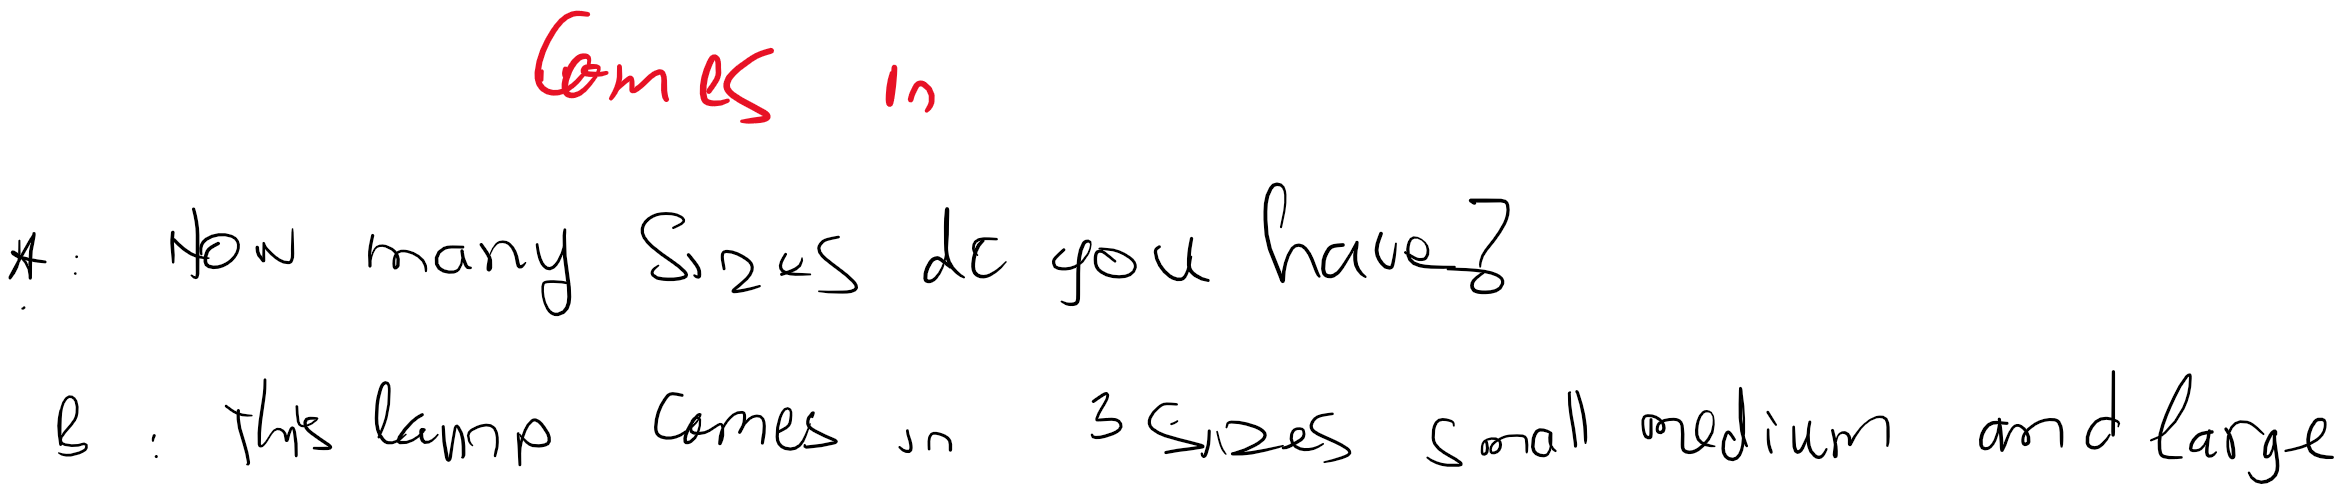 Comes in
A: How many Sizes do you have?
B: This lamp Comes in 3 Sizes small medium and large